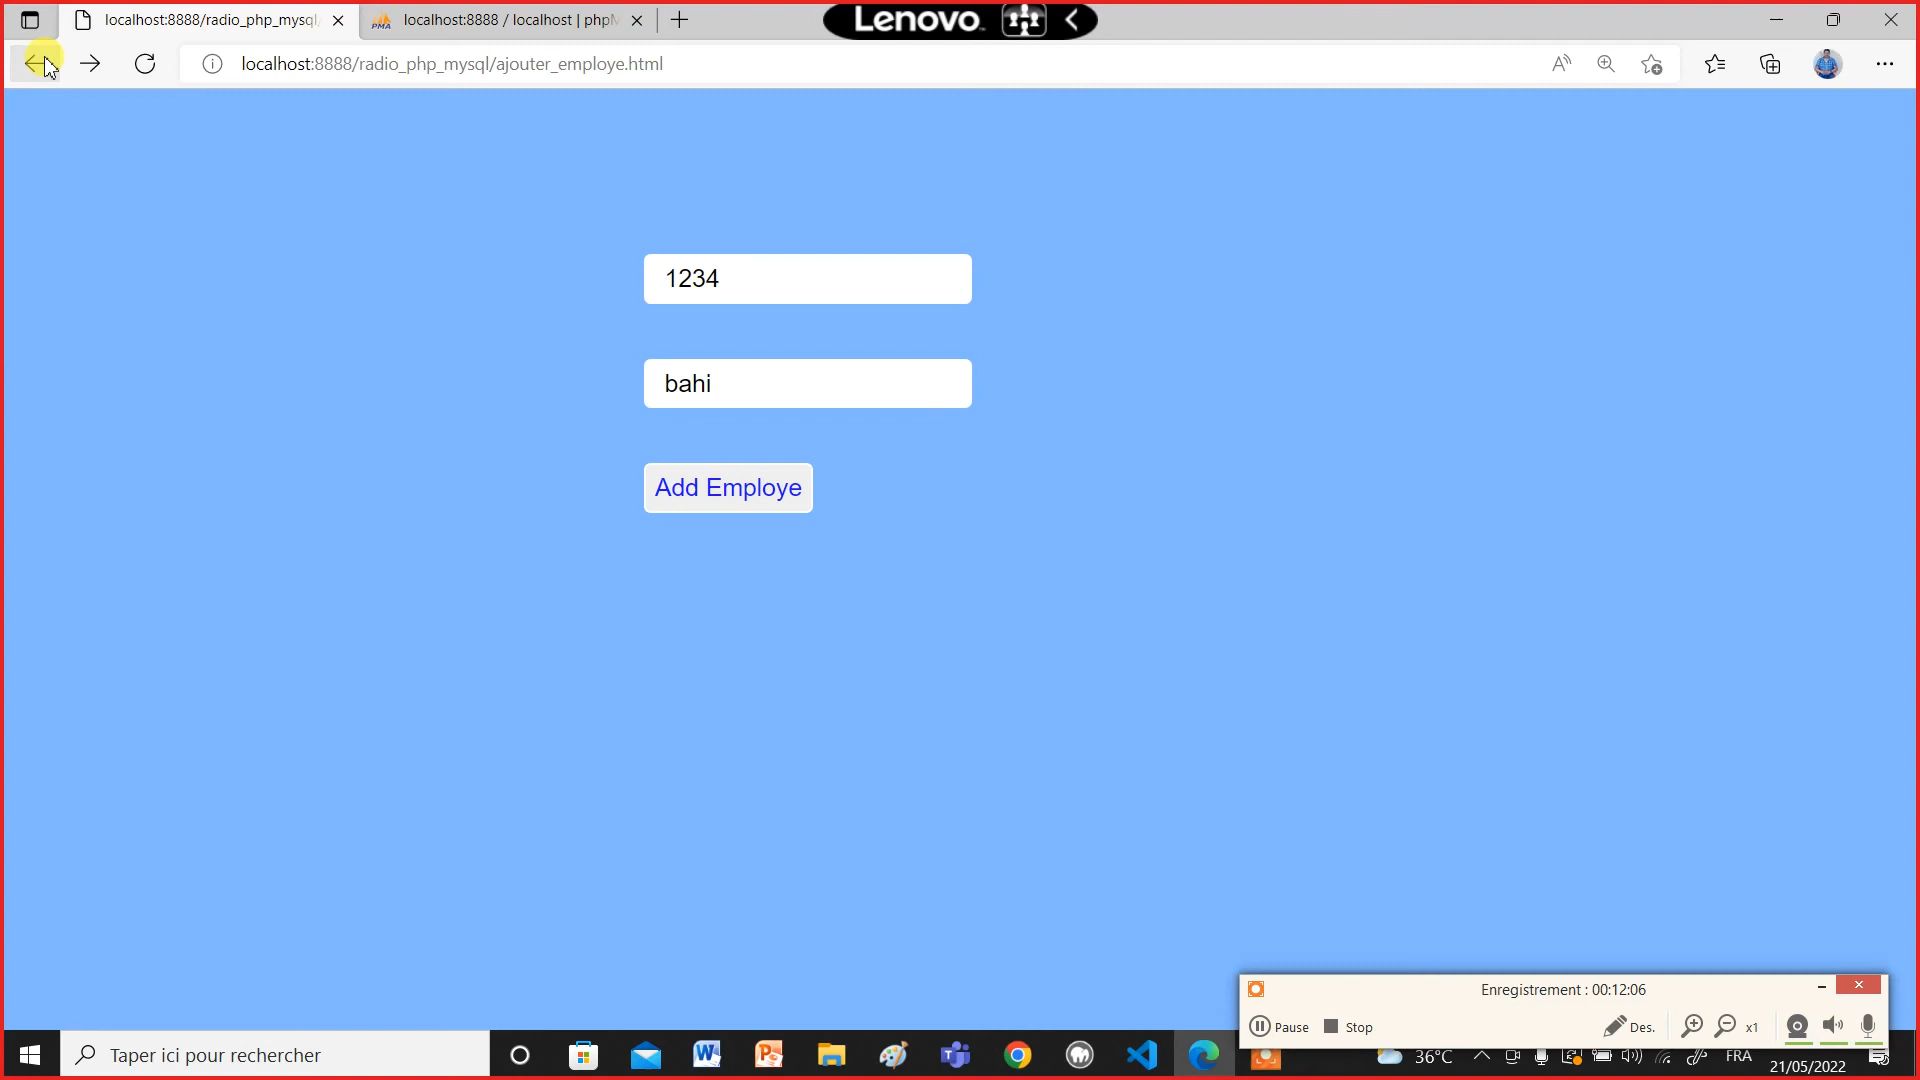 localhost:8888/radio_php_mysql/
localhost:8888 / localhost | phpM
Lenovo
localhost:8888/radio_php_mysql/ajouter_employe.html
1234
bahi
Add Employe
Enregistrement : 00:12:06
Pause
Stop
Des.
x1
Taper ici pour rechercher
36°C
FRA
21/05/2022